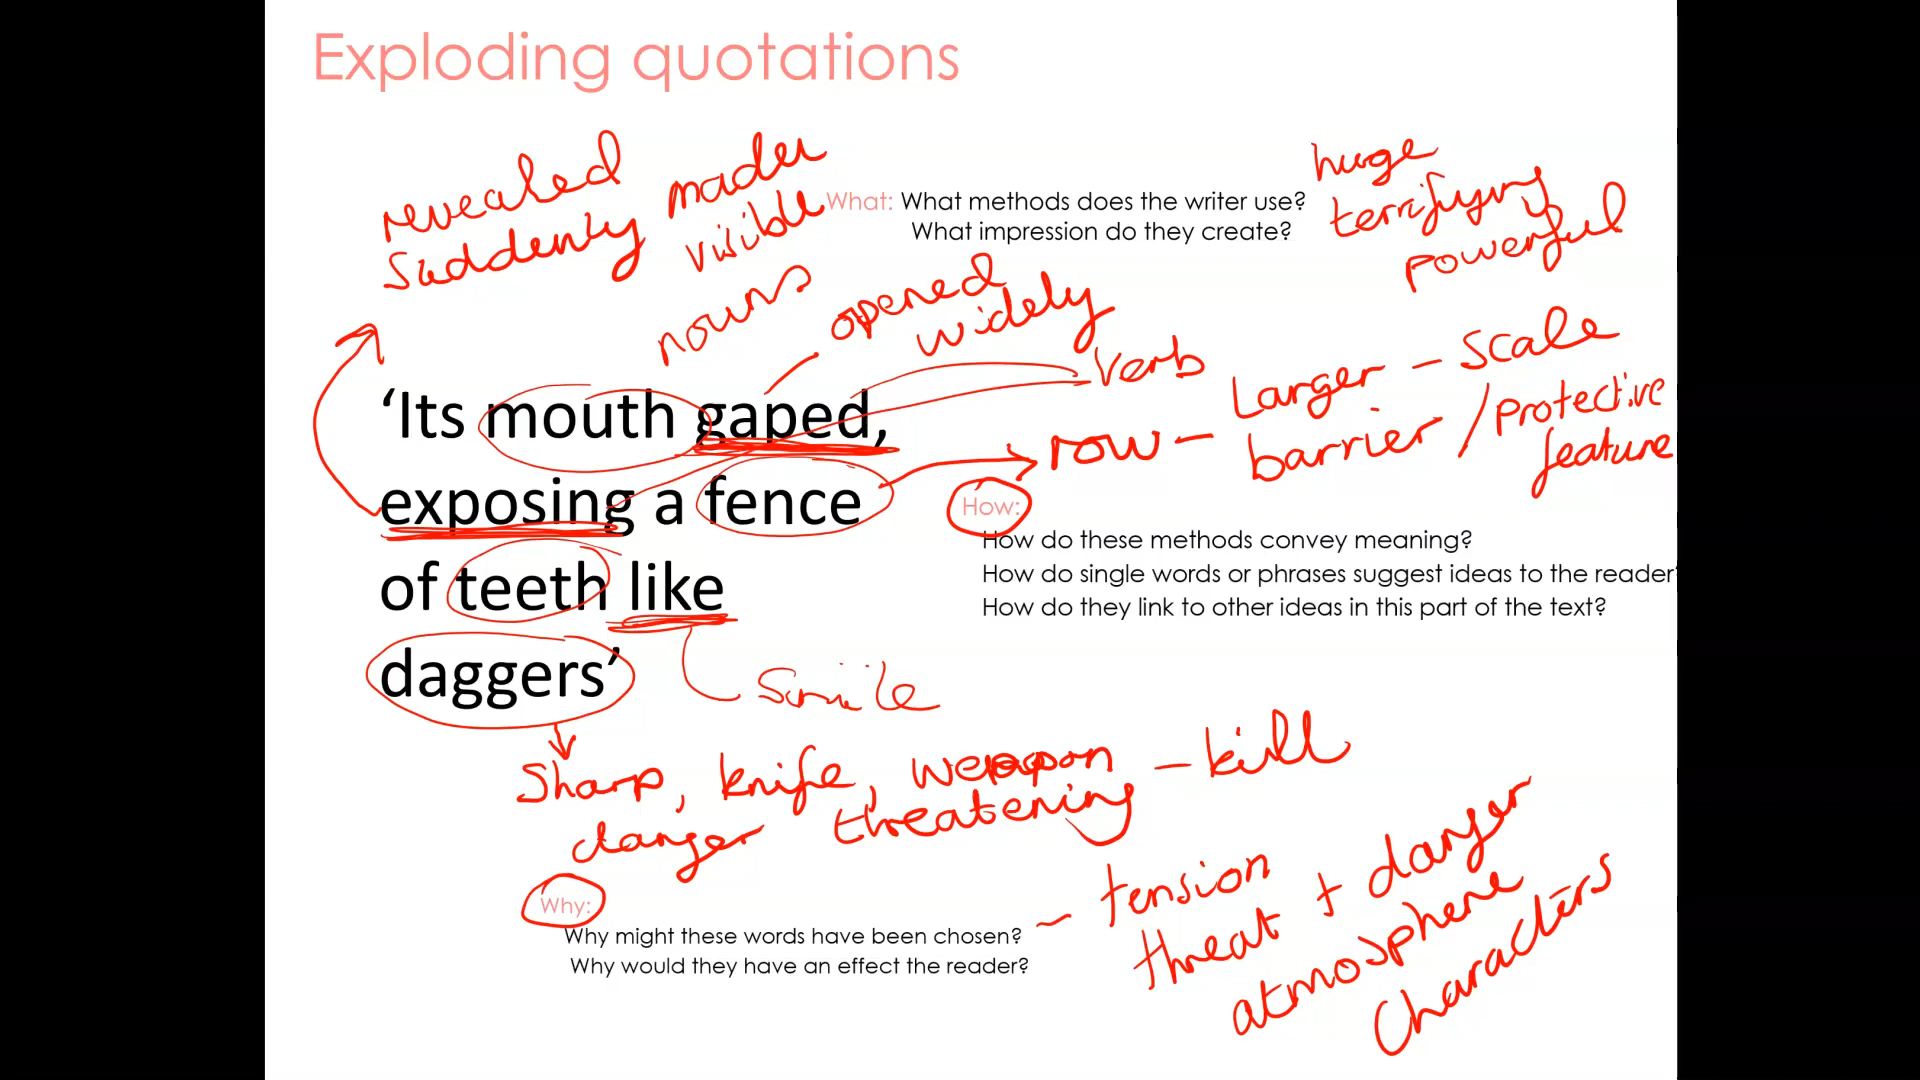 Exploding quotations
revealed
suddenly
made
visible
What: What methods does the writer use?
What impression do they create?
huge
terrifying
powerful
nouns
opened
widely
verb
Larger - scale
row - barrier / protective
feature
'Its mouth gaped,
exposing a fence
of teeth like
daggers'
How:
How do these methods convey meaning?
How do single words or phrases suggest ideas to the reader?
How do they link to other ideas in this part of the text?
Simile
Sharp, knife, weapon - kill
danger threatening
Why:
Why might these words have been chosen?
Why would they have an effect the reader?
- tension
threat + danger
atmosphere
characters